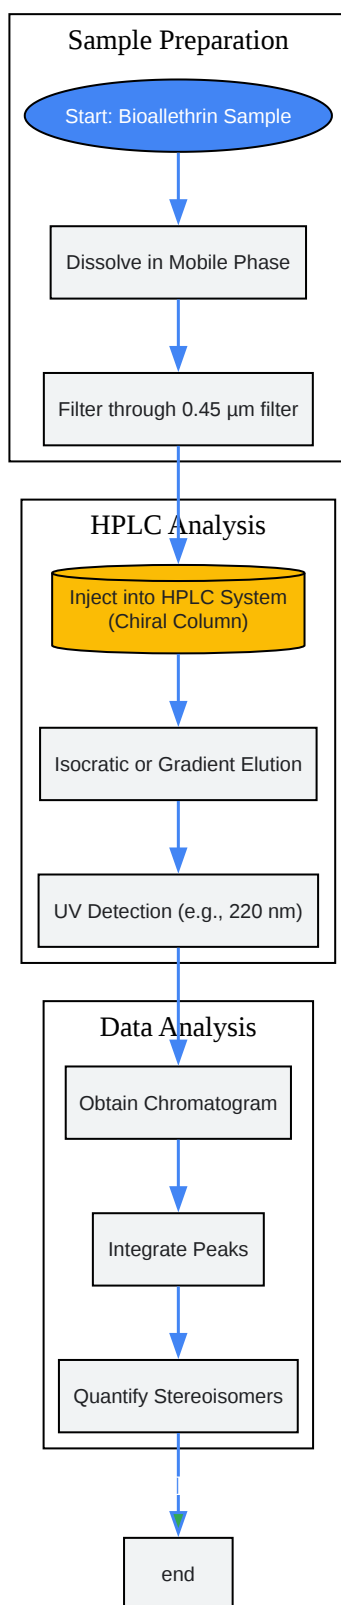 Sample Preparation
Start: Bioallethrin Sample
Dissolve in Mobile Phase
Filter through 0.45 µm filter
HPLC Analysis
Inject into HPLC System
(Chiral Column)
Isocratic or Gradient Elution
UV Detection (e.g., 220 nm)
Data Analysis
Obtain Chromatogram
Integrate Peaks
Quantify Stereoisomers
end